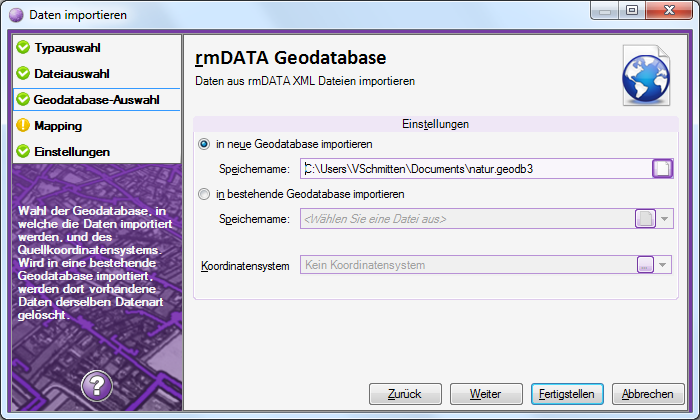 Daten importieren
Typauswahl
Dateiauswahl
Geodatabase-Auswahl
Mapping
Einstellungen
Wahl der Geodatabase, in
welche die Daten importiert
werden, und des
Quellkoordinatensystems.
Wird in eine bestehende
Geodatabase importiert,
werden dort vorhandene
Daten derselben Datenart
gelöscht.
?
rmDATA Geodatabase
Daten aus rmDATA XML Dateien importieren
Einstellungen
in neue Geodatabase importieren
Speichername: C:\Users\VSchmitten\Documents\natur.geodb3
in bestehende Geodatabase importieren
Speichername: <Wählen Sie eine Datei aus>
Koordinatensystem Kein Koordinatensystem ...
Zurück Weiter Fertigstellen Abbrechen